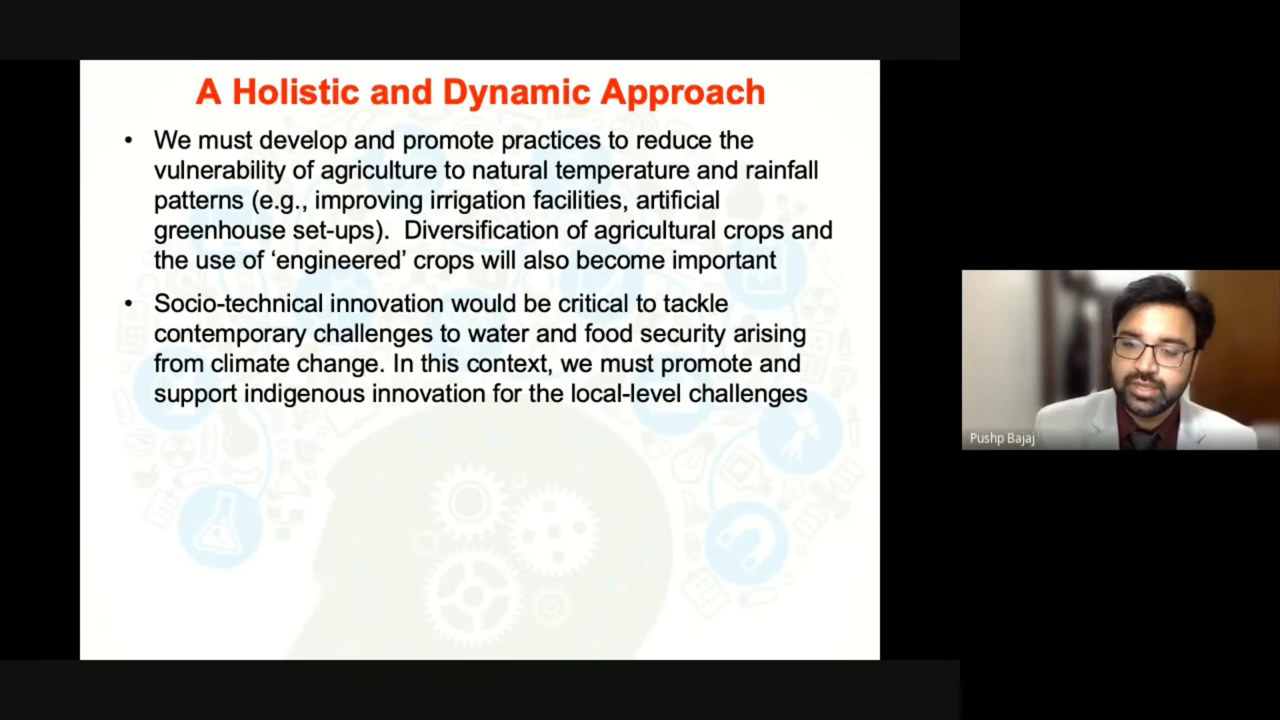 A Holistic and Dynamic Approach
• We must develop and promote practices to reduce the
vulnerability of agriculture to natural temperature and rainfall
patterns (e.g., improving irrigation facilities, artificial
greenhouse set-ups).  Diversification of agricultural crops and
the use of ‘engineered’ crops will also become important
• Socio-technical innovation would be critical to tackle
contemporary challenges to water and food security arising
from climate change. In this context, we must promote and
support indigenous innovation for the local-level challenges
Pushp Bajaj